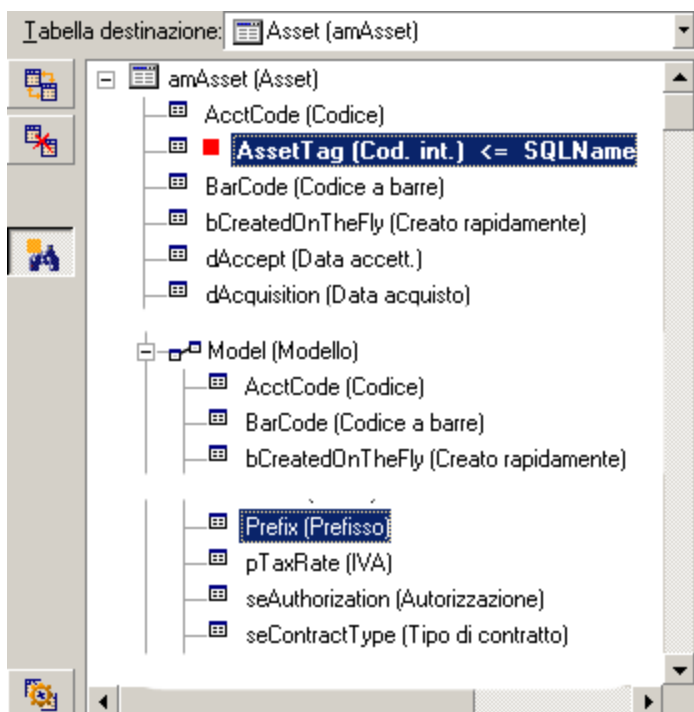 Tabella destinazione: Asset (amAsset)
amAsset (Asset)
AcctCode (Codice)
AssetTag (Cod. int.) <= SQLName
BarCode (Codice a barre)
bCreatedOnTheFly (Creato rapidamente)
dAccept (Data accett.)
dAcquisition (Data acquisto)
Model (Modello)
AcctCode (Codice)
BarCode (Codice a barre)
bCreatedOnTheFly (Creato rapidamente)
Prefix (Prefisso)
pTaxRate (IVA)
seAuthorization (Autorizzazione)
seContractType (Tipo di contratto)